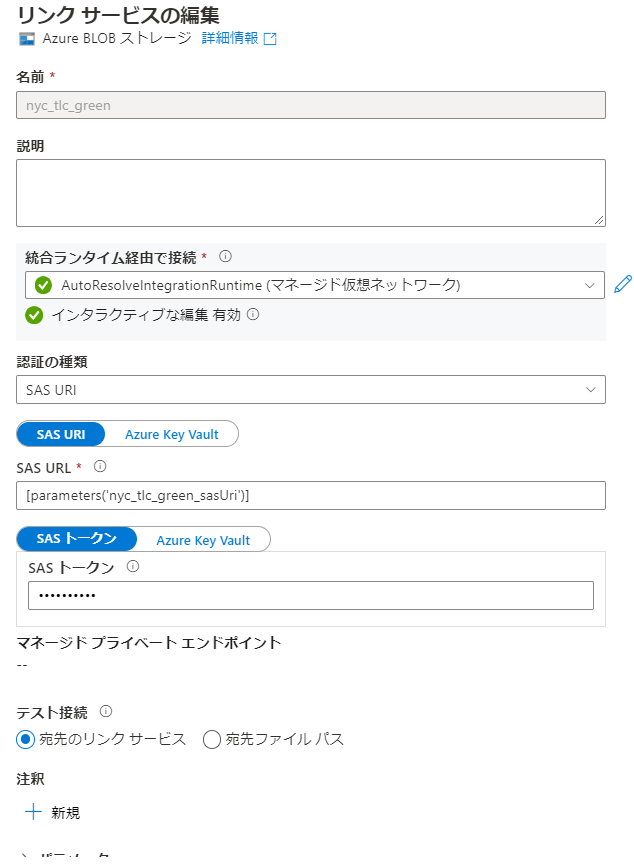 リンク サービスの編集
Azure BLOB ストレージ 詳細情報
名前 *
nyc_tlc_green
説明
統合ランタイム経由で接続 *
AutoResolveIntegrationRuntime (マネージド仮想ネットワーク)
インタラクティブな編集 有効
認証の種類
SAS URI
SAS URI Azure Key Vault
SAS URL *
[parameters('nyc_tlc_green_sasUri')]
SAS トークン Azure Key Vault
SAS トークン
••••••••••
マネージド プライベート エンドポイント
--
テスト接続
宛先のリンク サービス 宛先ファイル パス
注釈
新規